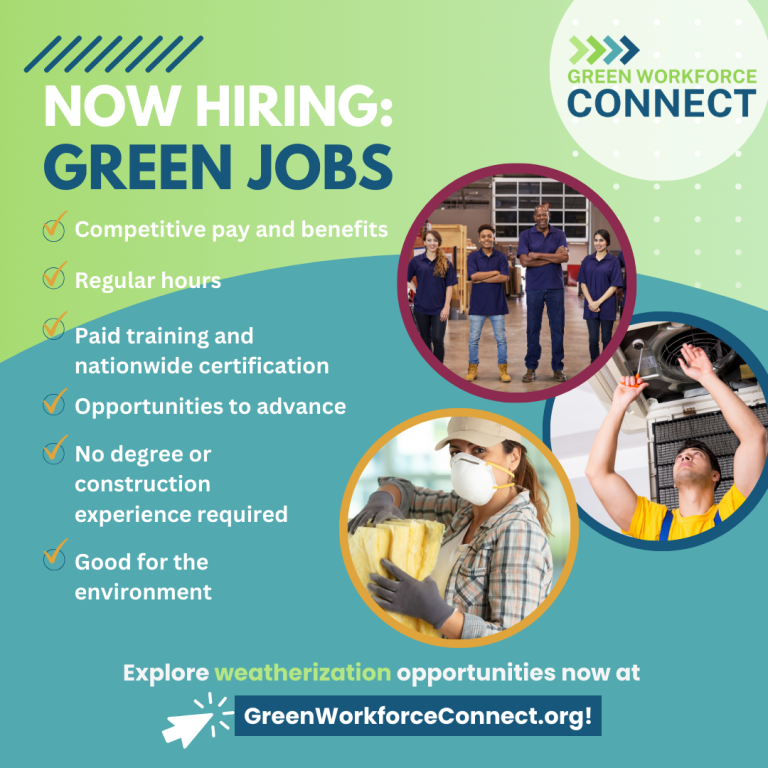 GREEN WORKFORCE
CONNECT
NOW HIRING:
GREEN JOBS
Competitive pay and benefits
Regular hours
Paid training and
nationwide certification
Opportunities to advance
No degree or
construction
experience required
Good for the
environment
Explore weatherization opportunities now at
GreenWorkforceConnect.org!